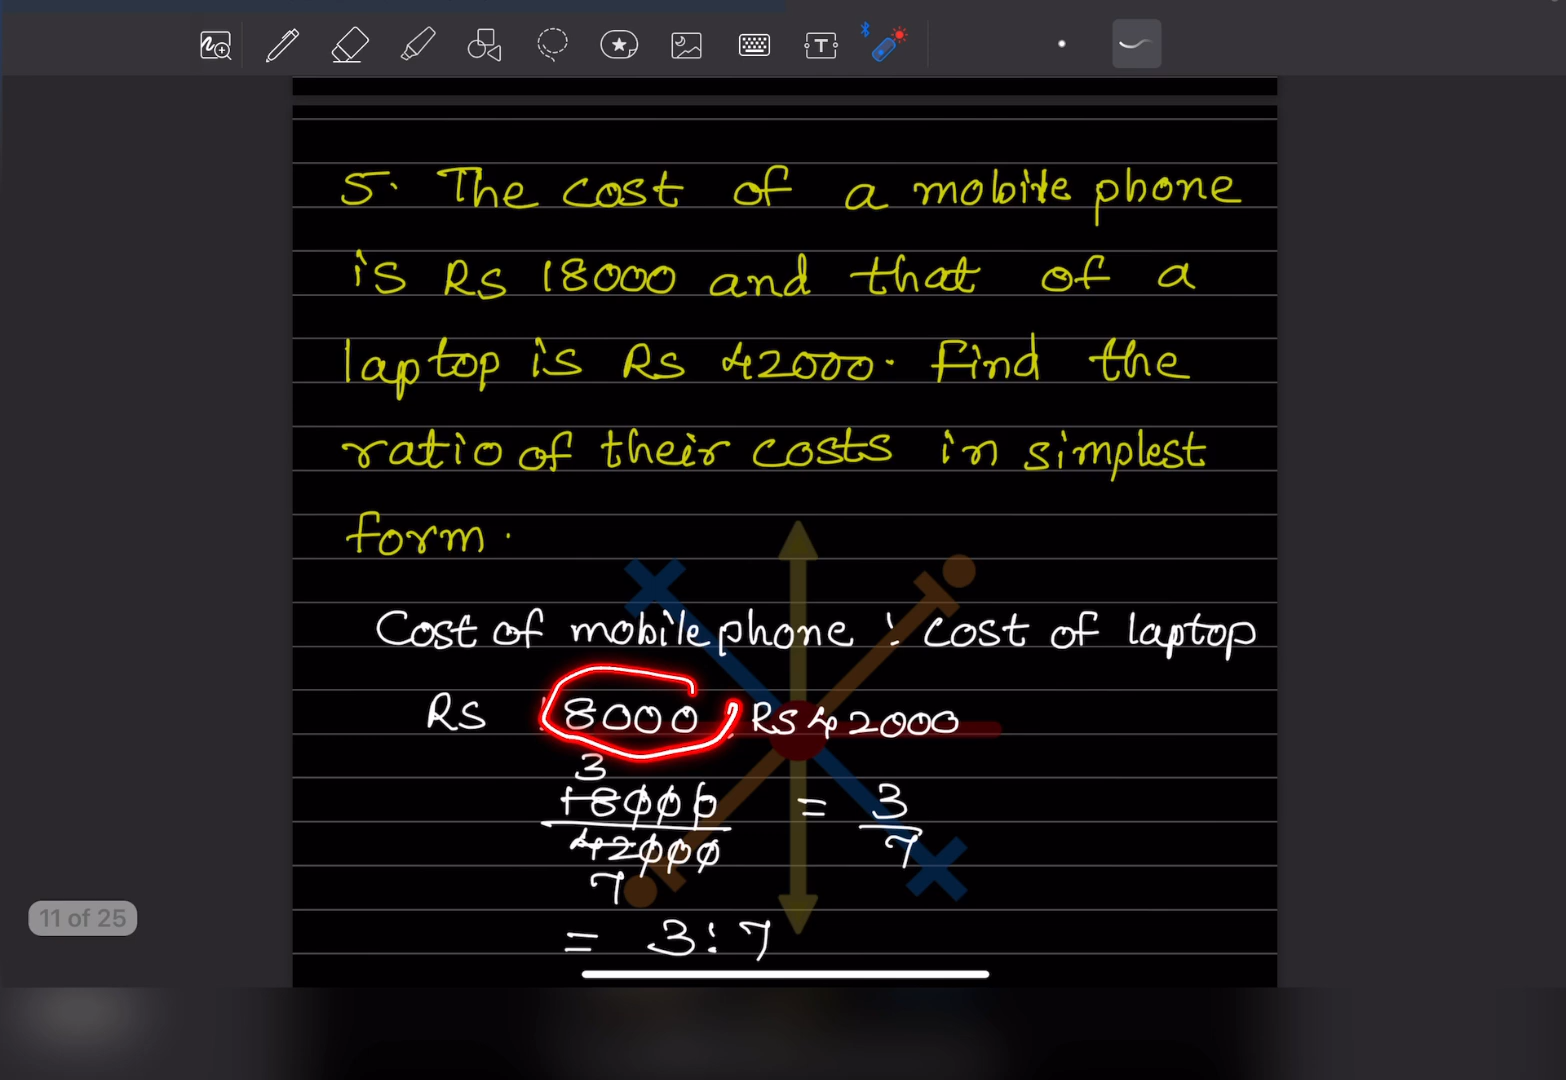 5. The cost of a mobile phone
is Rs 18000 and that of a
laptop is Rs 42000. Find the
ratio of their costs in simplest
form.
Cost of mobile phone : cost of laptop
Rs 8000 : Rs 42000
3
18000 = 3
42000 7
7
= 3:7
11 of 25